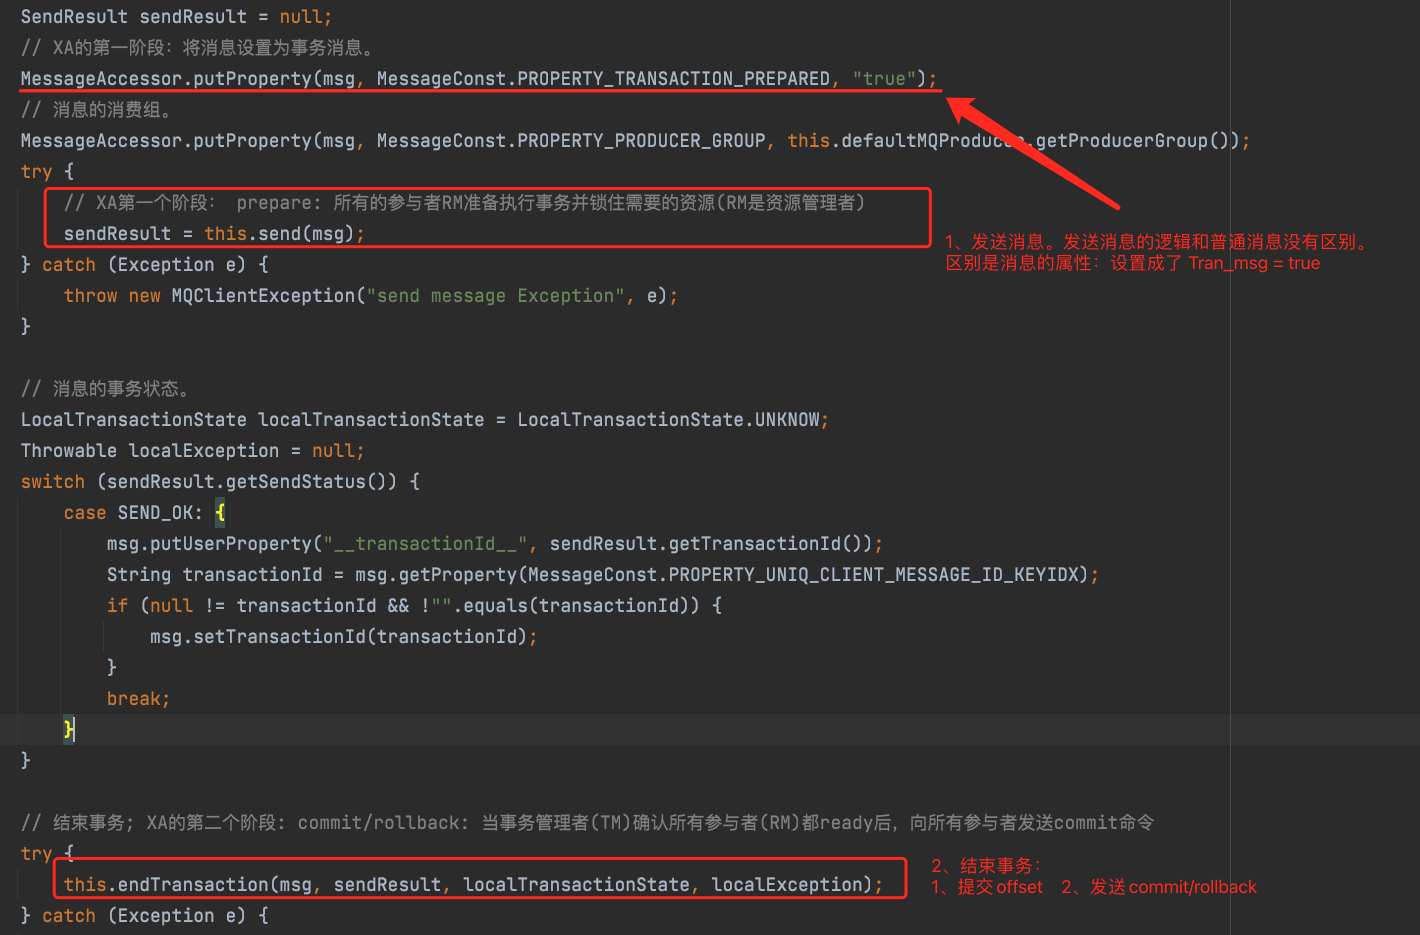 SendResult sendResult = null;
// XA的第一阶段：将消息设置为事务消息。
MessageAccessor.putProperty(msg, MessageConst.PROPERTY_TRANSACTION_PREPARED, "true");
// 消息的消费组。
MessageAccessor.putProperty(msg, MessageConst.PROPERTY_PRODUCER_GROUP, this.defaultMQProducer.getProducerGroup());
try {
// XA第一个阶段： prepare: 所有的参与者RM准备执行事务并锁住需要的资源(RM是资源管理者)
sendResult = this.send(msg);
1、发送消息。发送消息的逻辑和普通消息没有区别。
区别是消息的属性：设置成了 Tran_msg = true
} catch (Exception e) {
throw new MQClientException("send message Exception", e);
}
// 消息的事务状态。
LocalTransactionState localTransactionState = LocalTransactionState.UNKNOW;
Throwable localException = null;
switch (sendResult.getSendStatus()) {
case SEND_OK: {
msg.putUserProperty("__transactionId__", sendResult.getTransactionId());
String transactionId = msg.getProperty(MessageConst.PROPERTY_UNIQ_CLIENT_MESSAGE_ID_KEYIDX);
if (null != transactionId && !"".equals(transactionId)) {
msg.setTransactionId(transactionId);
}
break;
}
}
// 结束事务; XA的第二个阶段: commit/rollback: 当事务管理者(TM)确认所有参与者(RM)都ready后，向所有参与者发送commit命令
try {
this.endTransaction(msg, sendResult, localTransactionState, localException);
2、结束事务：
1、提交 offset 2、发送 commit/rollback
} catch (Exception e) {